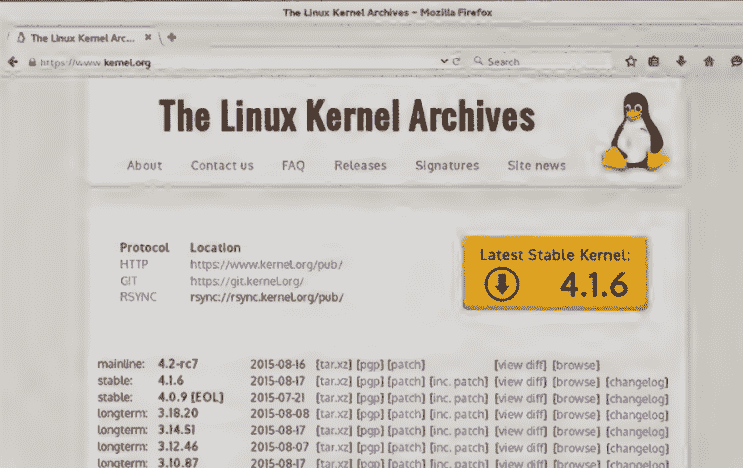 The Linux Kernel Archives - Mozilla Firefox
The Linux Kernel Arc...
https://www.kernel.org
Search
The Linux Kernel Archives
About Contact us FAQ Releases Signatures Site news
Protocol Location
HTTP https://www.kernel.org/pub/
GIT https://git.kernel.org/
RSYNC rsync://rsync.kernel.org/pub/
Latest Stable Kernel:
4.1.6
mainline: 4.2-rc7 2015-08-16 [tar.xz] [pgp] [patch] [view diff] [browse]
stable: 4.1.6 2015-08-17 [tar.xz] [pgp] [patch] [inc. patch] [view diff] [browse] [changelog]
stable: 4.0.9 [EOL] 2015-07-21 [tar.xz] [pgp] [patch] [inc. patch] [view diff] [browse] [changelog]
longterm: 3.18.20 2015-08-08 [tar.xz] [pgp] [patch] [inc. patch] [view diff] [browse] [changelog]
longterm: 3.14.51 2015-08-17 [tar.xz] [pgp] [patch] [inc. patch] [view diff] [browse] [changelog]
longterm: 3.12.46 2015-08-07 [tar.xz] [pgp] [patch] [inc. patch] [view diff] [browse] [changelog]
longterm: 3.10.87 2015-08-17 [tar.xz] [pgp] [patch] [inc. patch] [view diff] [browse] [changelog]